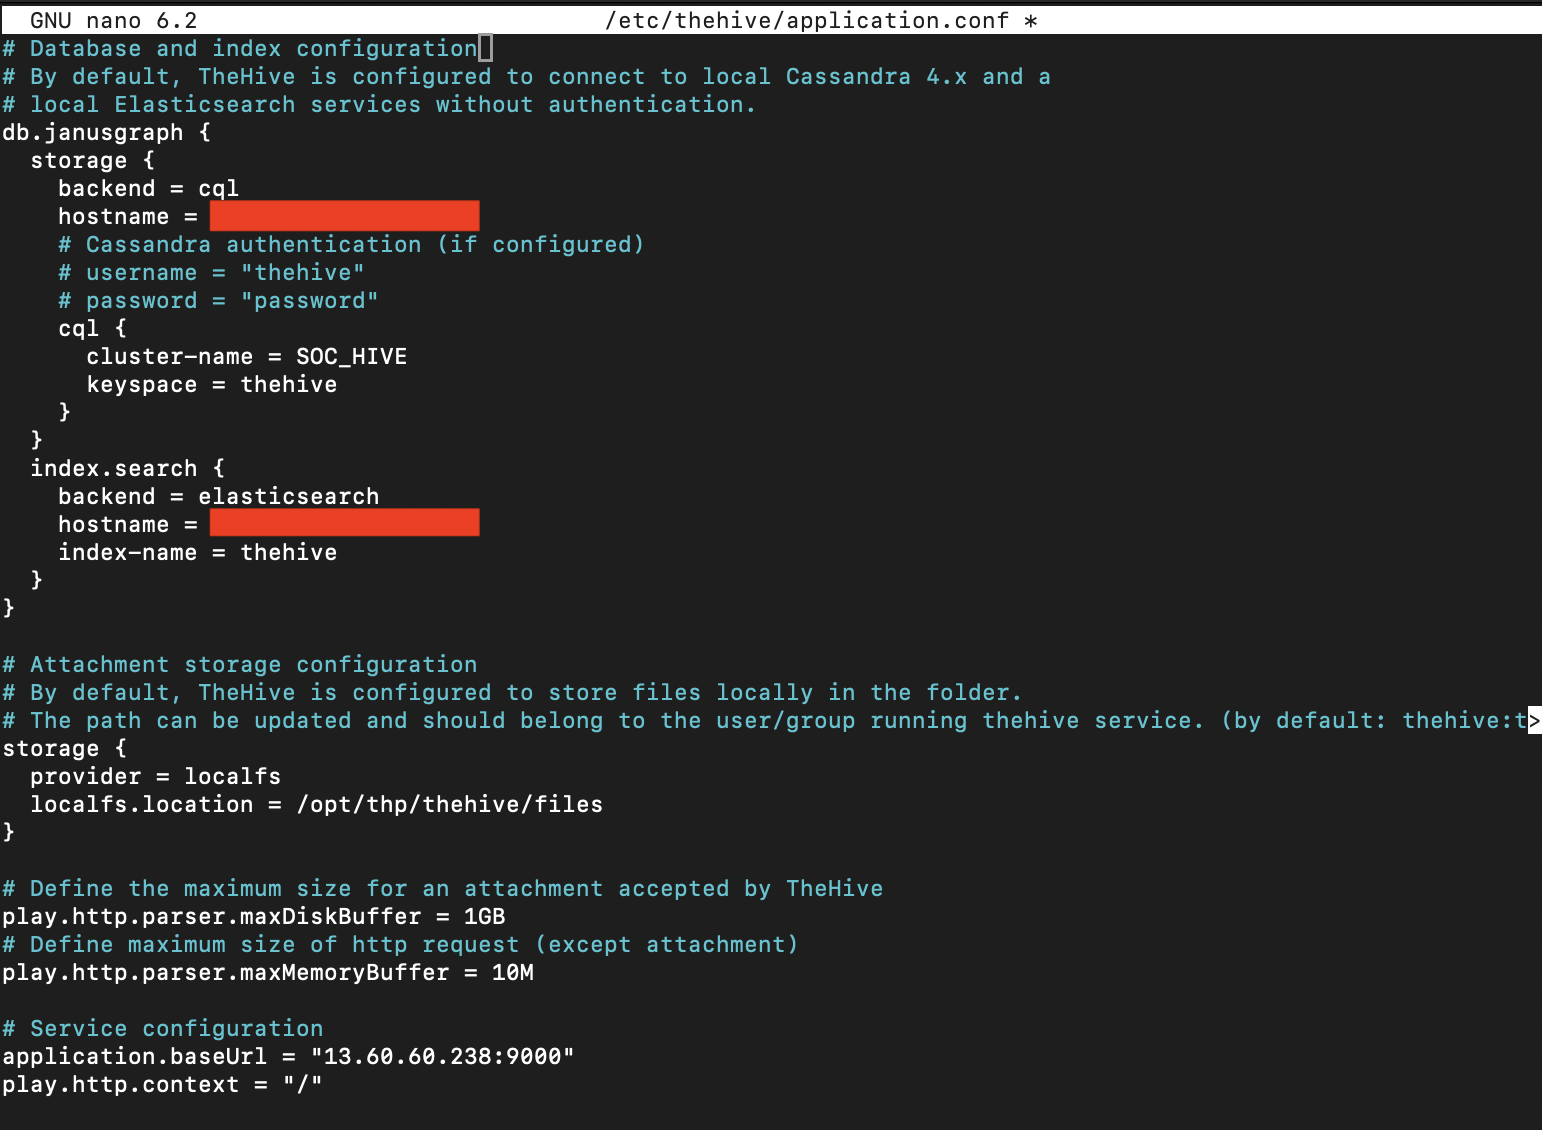 GNU nano 6.2 /etc/thehive/application.conf *
# Database and index configuration
# By default, TheHive is configured to connect to local Cassandra 4.x and a
# local Elasticsearch services without authentication.
db.janusgraph {
  storage {
    backend = cql
    hostname =
    # Cassandra authentication (if configured)
    # username = "thehive"
    # password = "password"
    cql {
      cluster-name = SOC_HIVE
      keyspace = thehive
    }
  }
  index.search {
    backend = elasticsearch
    hostname =
    index-name = thehive
  }
}
# Attachment storage configuration
# By default, TheHive is configured to store files locally in the folder.
# The path can be updated and should belong to the user/group running thehive service. (by default: thehive:t>
storage {
  provider = localfs
  localfs.location = /opt/thp/thehive/files
}
# Define the maximum size for an attachment accepted by TheHive
play.http.parser.maxDiskBuffer = 1GB
# Define maximum size of http request (except attachment)
play.http.parser.maxMemoryBuffer = 10M
# Service configuration
application.baseUrl = "13.60.60.238:9000"
play.http.context = "/"